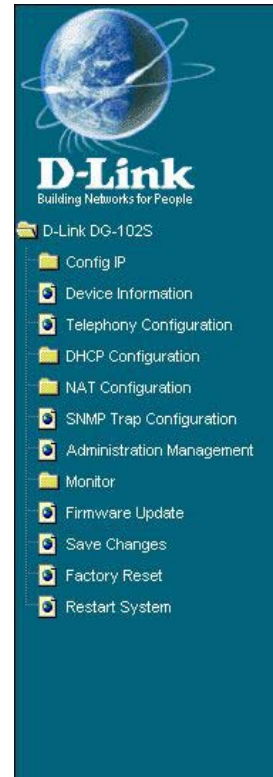 D-Link
Building Networks for People
D-Link DG-102S
Config IP
Device Information
Telephony Configuration
DHCP Configuration
NAT Configuration
SNMP Trap Configuration
Administration Management
Monitor
Firmware Update
Save Changes
Factory Reset
Restart System